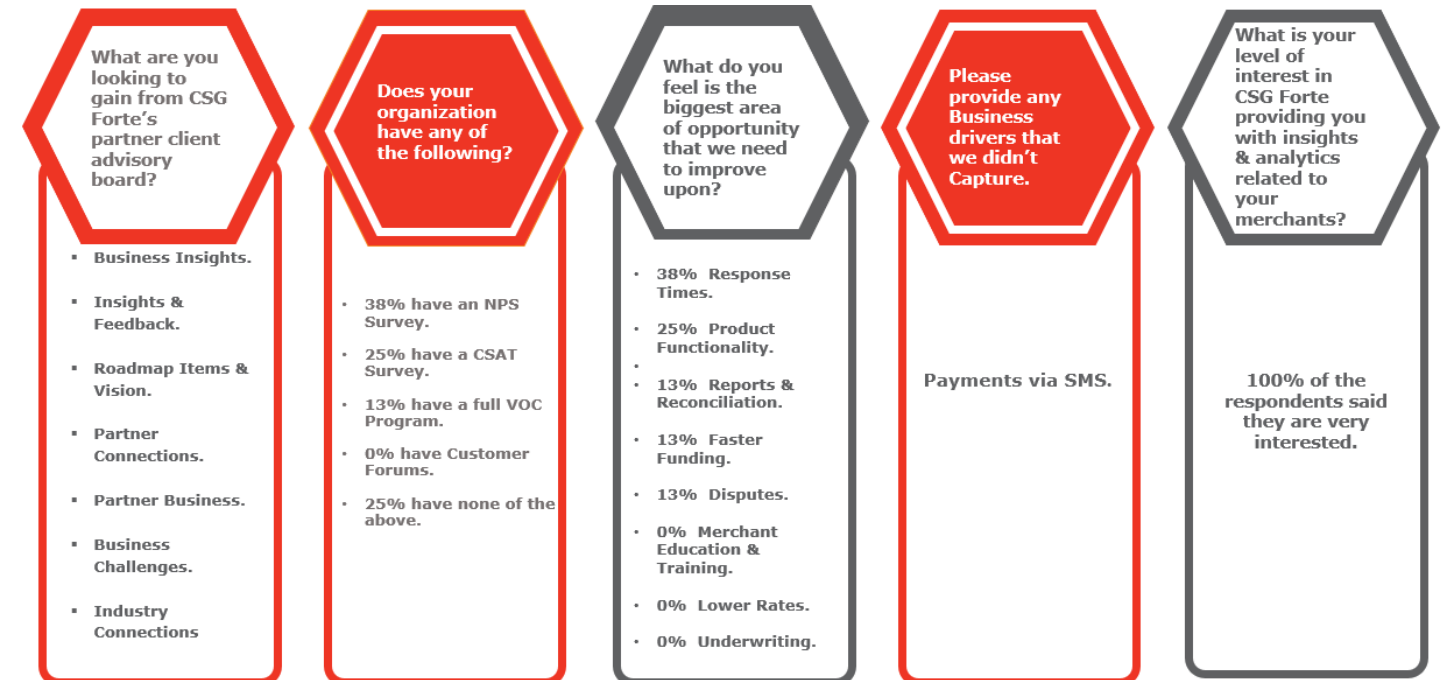 What are you
looking to
gain from CSG
Forte's
partner client
advisory
board?
▪ Business Insights.
▪ Insights &
Feedback.
▪ Roadmap Items &
Vision.
▪ Partner
Connections.
▪ Partner Business.
▪ Business
Challenges.
▪ Industry
Connections
Does your
organization
have any of
the following?
• 38% have an NPS
Survey.
• 25% have a CSAT
Survey.
• 13% have a full VOC
Program.
• 0% have Customer
Forums.
• 25% have none of the
above.
What do you
feel is the
biggest area
of opportunity
that we need
to improve
upon?
• 38% Response
Times.
• 25% Product
Functionality.
•
• 13% Reports &
Reconciliation.
• 13% Faster
Funding.
• 13% Disputes.
• 0% Merchant
Education &
Training.
• 0% Lower Rates.
• 0% Underwriting.
Please
provide any
Business
drivers that
we didn't
Capture.
Payments via SMS.
What is your
level of
interest in
CSG Forte
providing you
with insights
& analytics
related to
your
merchants?
100% of the
respondents said
they are very
interested.